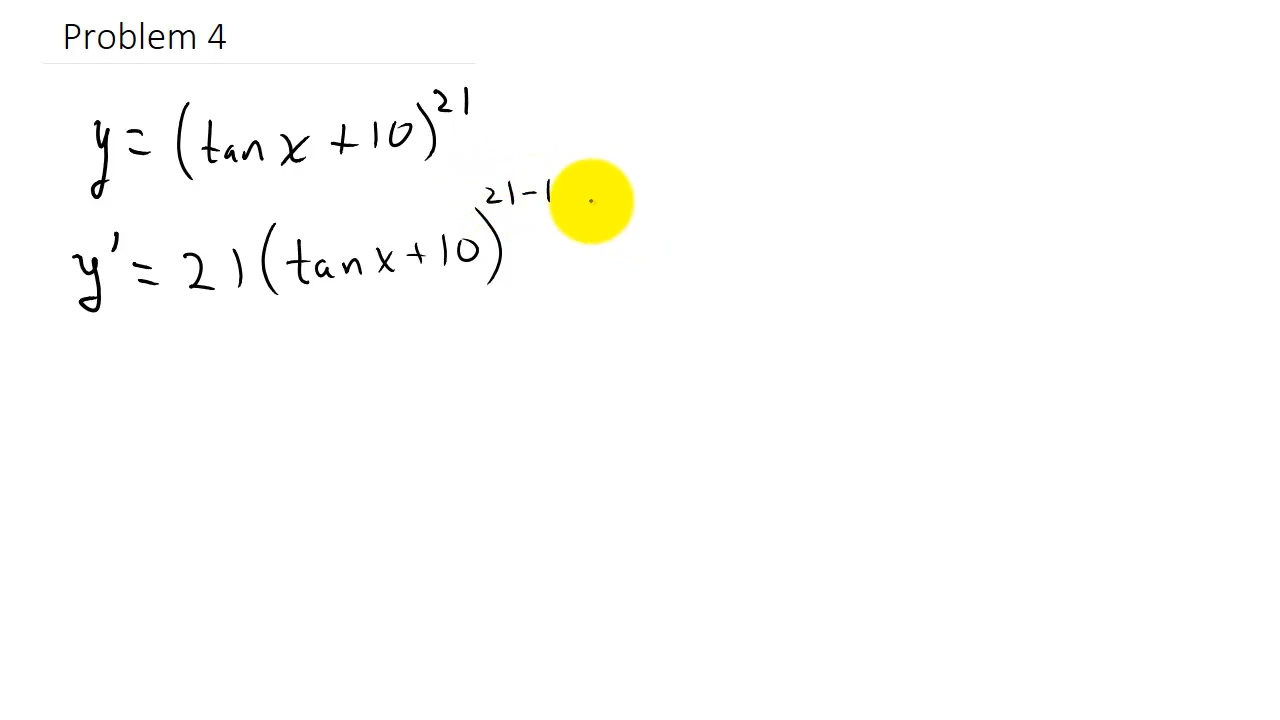 Problem 4
y = (tan x + 10)^21
y' = 21(tan x + 10)^21-1